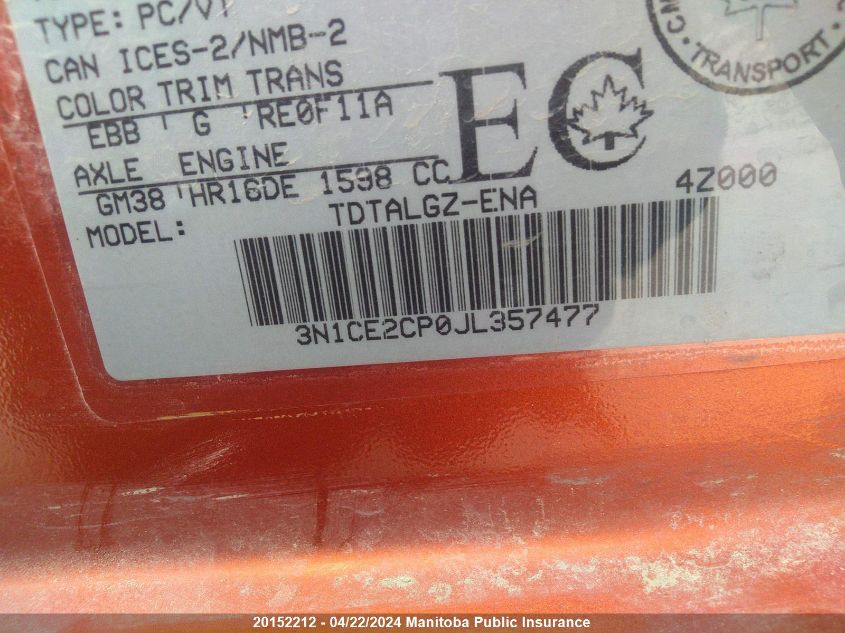 TYPE: PC/VT
CAN ICES-2/NMB-2
COLOR TRIM TRANS
EBB G RE0F11A
AXLE ENGINE
GM38 HR16DE 1598 CC
EC
MODEL: TDTALGZ-ENA 4Z000
3N1CE2CP0JL357477
TRANSPORT
20152212 - 04/22/2024 Manitoba Public Insurance